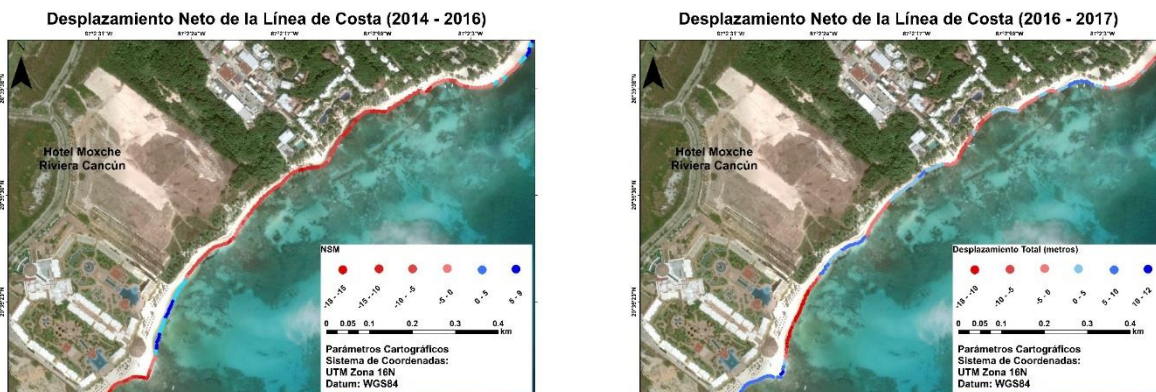 Desplazamiento Neto de la Línea de Costa (2014 - 2016)
Hotel Moxche
Riviera Cancún
NSM
-15 - -10
-10 - -5
-5 - 0
0 - 5
5 - 9
0 0.05 0.1 0.2 0.3 0.4
km
Parámetros Cartográficos
Sistema de Coordenadas:
UTM Zona 16N
Datum: WGS84
Desplazamiento Neto de la Línea de Costa (2016 - 2017)
Hotel Moxche
Riviera Cancún
Desplazamiento Total (metros)
-10 - -5
-5 - 0
0 - 5
5 - 10
10 - 12
0 0.05 0.1 0.2 0.3 0.4
km
Parámetros Cartográficos
Sistema de Coordenadas:
UTM Zona 16N
Datum: WGS84